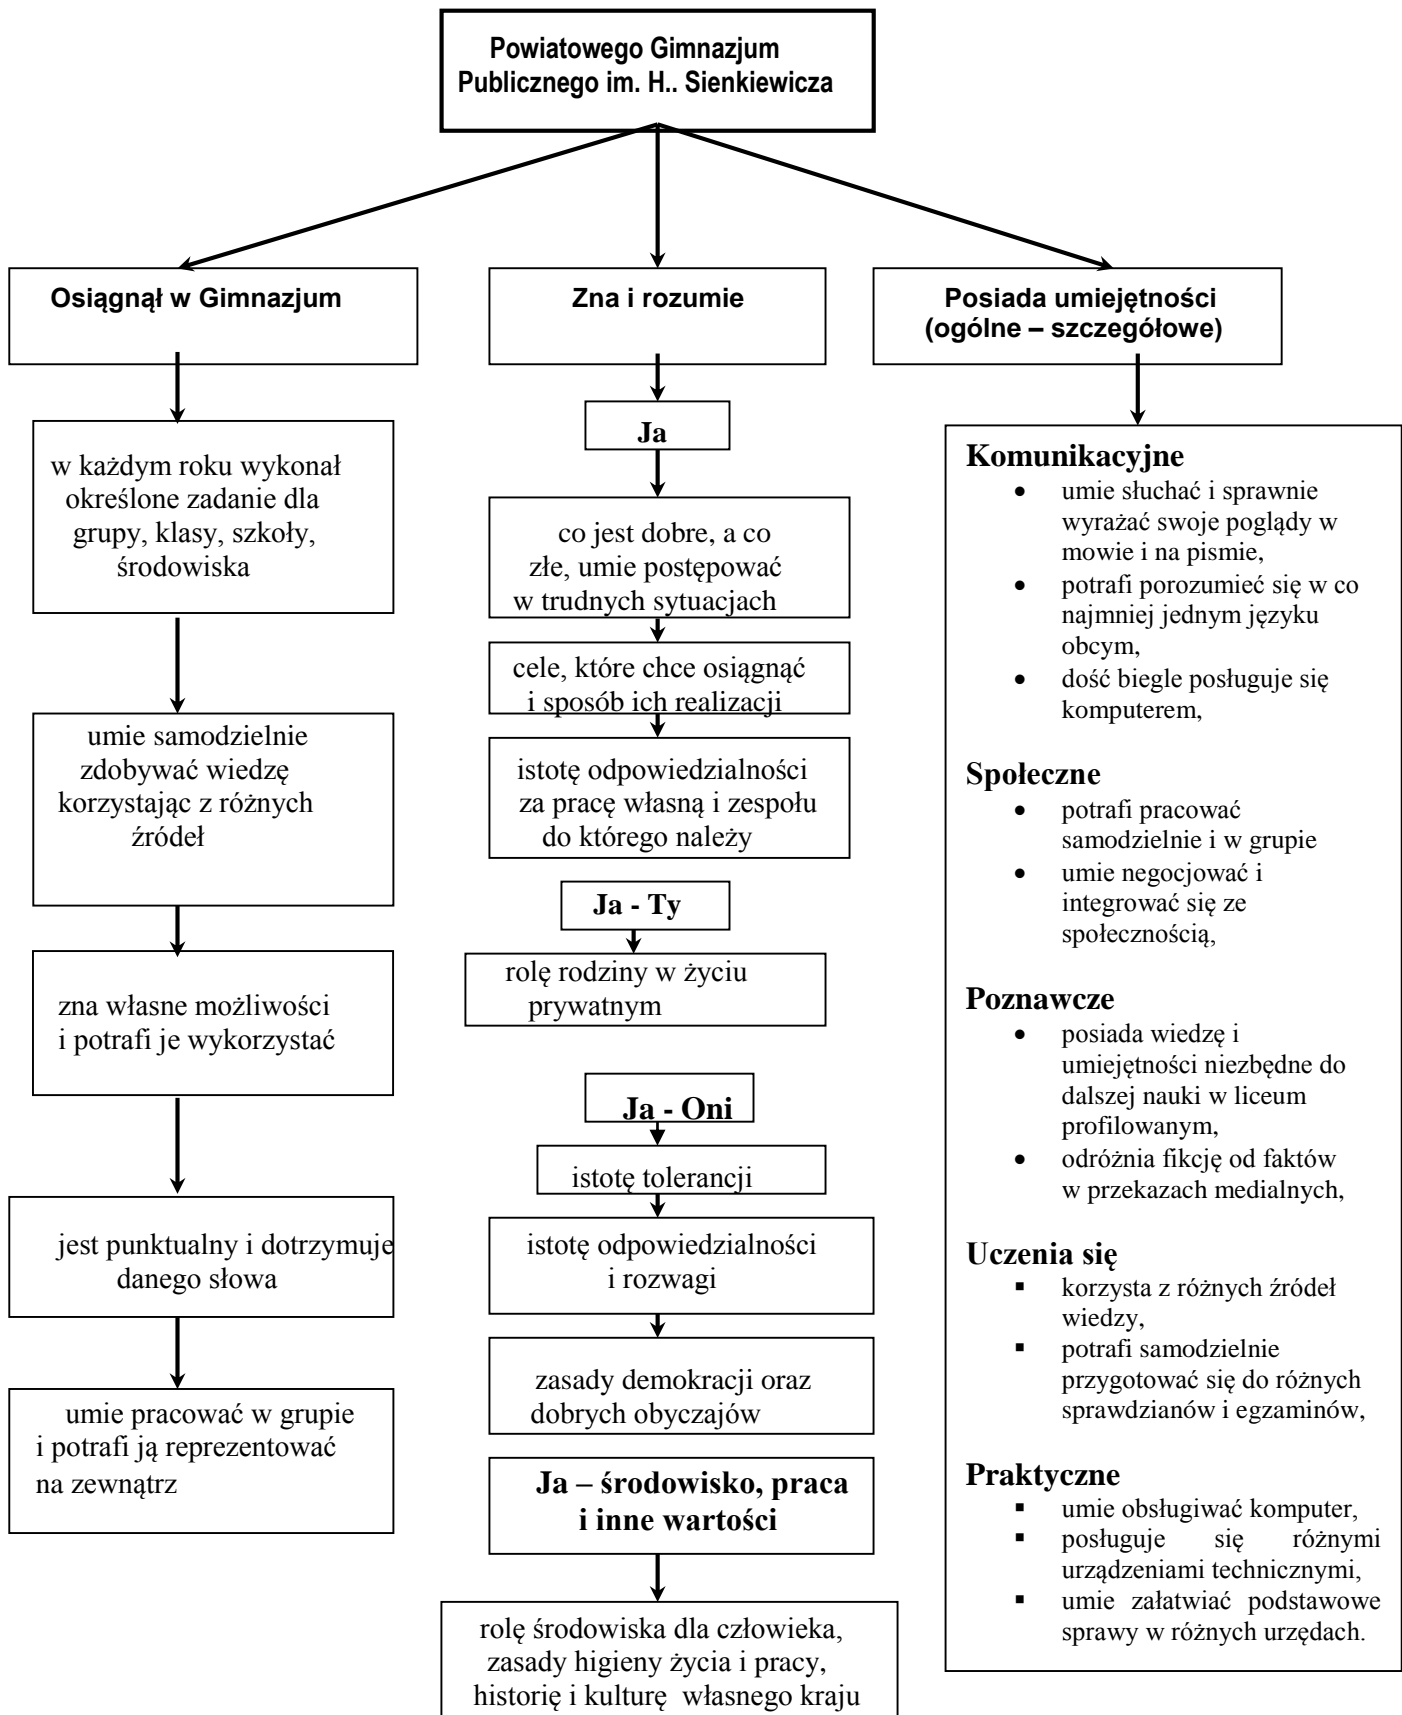 Powiatowego Gimnazjum
Publicznego im. H.. Sienkiewicza
Osiągnął w Gimnazjum
w każdym roku wykonał
określone zadanie dla
grupy, klasy, szkoły,
środowiska
umie samodzielnie
zdobywać wiedzę
korzystając z różnych
źródeł
zna własne możliwości
i potrafi je wykorzystać
jest punktualny i dotrzymuje
danego słowa
umie pracować w grupie
i potrafi ją reprezentować
na zewnątrz
Zna i rozumie
Ja
co jest dobre, a co
złe, umie postępować
w trudnych sytuacjach
cele, które chce osiągnąć
i sposób ich realizacji
istotę odpowiedzialności
za pracę własną i zespołu
do którego należy
Ja - Ty
rolę rodziny w życiu
prywatnym
Ja - Oni
istotę tolerancji
istotę odpowiedzialności
i rozwagi
zasady demokracji oraz
dobrych obyczajów
Ja – środowisko, praca
i inne wartości
rolę środowiska dla człowieka,
zasady higieny życia i pracy,
historię i kulturę własnego kraju
Posiada umiejętności
(ogólne – szczegółowe)
Komunikacyjne
• umie słuchać i sprawnie
wyrażać swoje poglądy w
mowie i na pismie,
• potrafi porozumieć się w co
najmniej jednym języku
obcym,
• dość biegle posługuje się
komputerem,
Społeczne
• potrafi pracować
samodzielnie i w grupie
• umie negocjować i
integrować się ze
społecznością,
Poznawcze
• posiada wiedzę i
umiejętności niezbędne do
dalszej nauki w liceum
profilowanym,
• odróżnia fikcję od faktów
w przekazach medialnych,
Uczenia się
▪ korzysta z różnych źródeł
wiedzy,
▪ potrafi samodzielnie
przygotować się do różnych
sprawdzianów i egzaminów,
Praktyczne
▪ umie obsługiwać komputer,
▪ posługuje się różnymi
urządzeniami technicznymi,
▪ umie załatwiać podstawowe
sprawy w różnych urzędach.